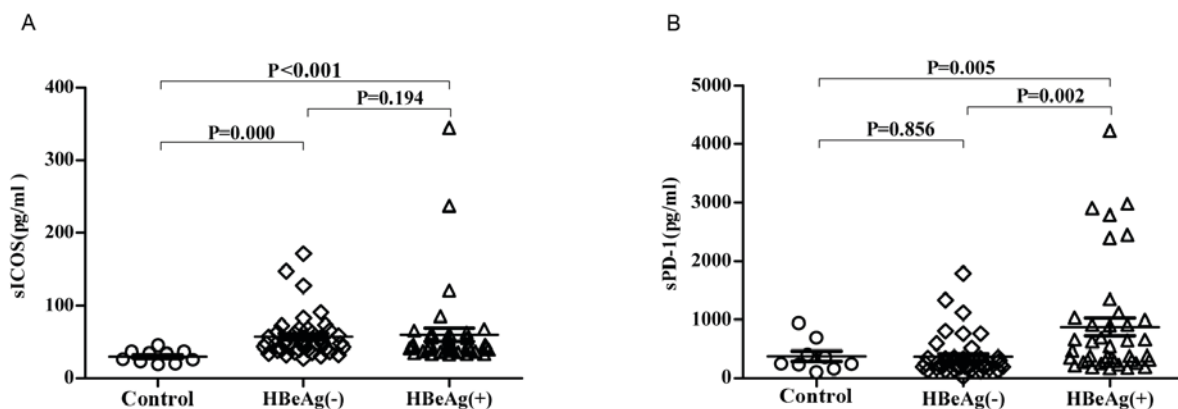 A
P<0.001
P=0.194
P=0.000
400
300
200
100
0
sICOS(pg/ml)
Control HBeAg(-) HBeAg(+)
B
P=0.005
P=0.002
P=0.856
5000
4000
3000
2000
1000
0
sPD-1(pg/ml)
Control HBeAg(-) HBeAg(+)